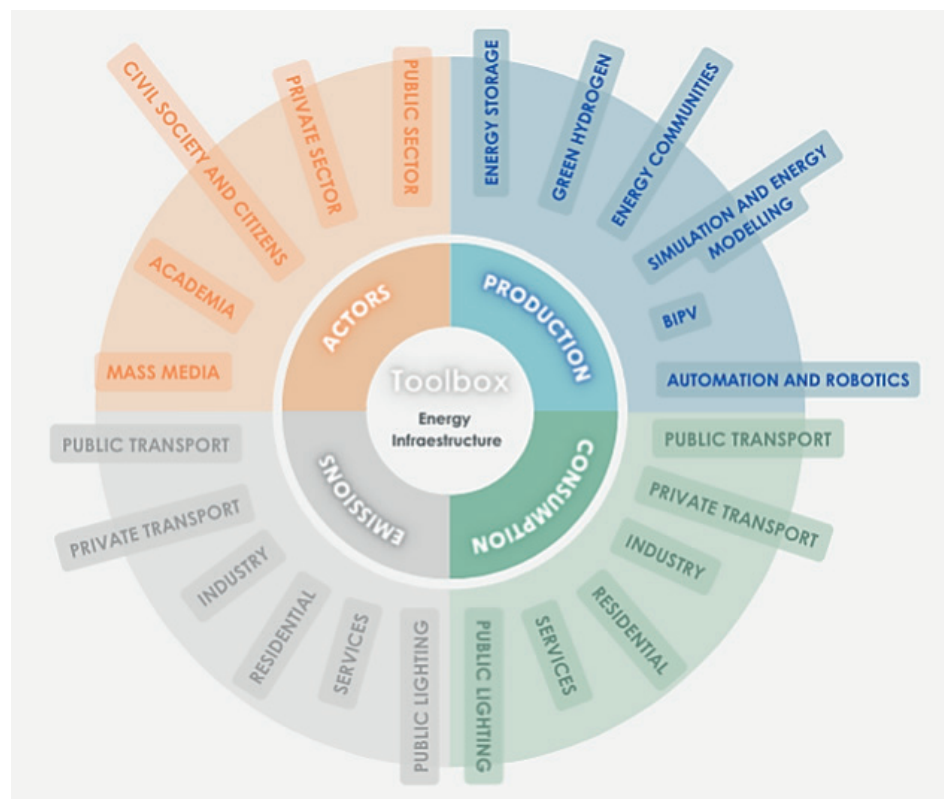 CIVIL SOCIETY AND CITIZENS
PRIVATE SECTOR
PUBLIC SECTOR
ACADEMIA
MASS MEDIA
ENERGY STORAGE
GREEN HYDROGEN
ENERGY COMMUNITIES
SIMULATION AND ENERGY
MODELLING
BIPV
AUTOMATION AND ROBOTICS
ACTORS
PRODUCTION
Toolbox
Energy
Infraestructure
EMISSIONS
CONSUMPTION
PUBLIC TRANSPORT
PRIVATE TRANSPORT
INDUSTRY
RESIDENTIAL
SERVICES
PUBLIC LIGHTING
PUBLIC TRANSPORT
PRIVATE TRANSPORT
INDUSTRY
RESIDENTIAL
SERVICES
PUBLIC LIGHTING